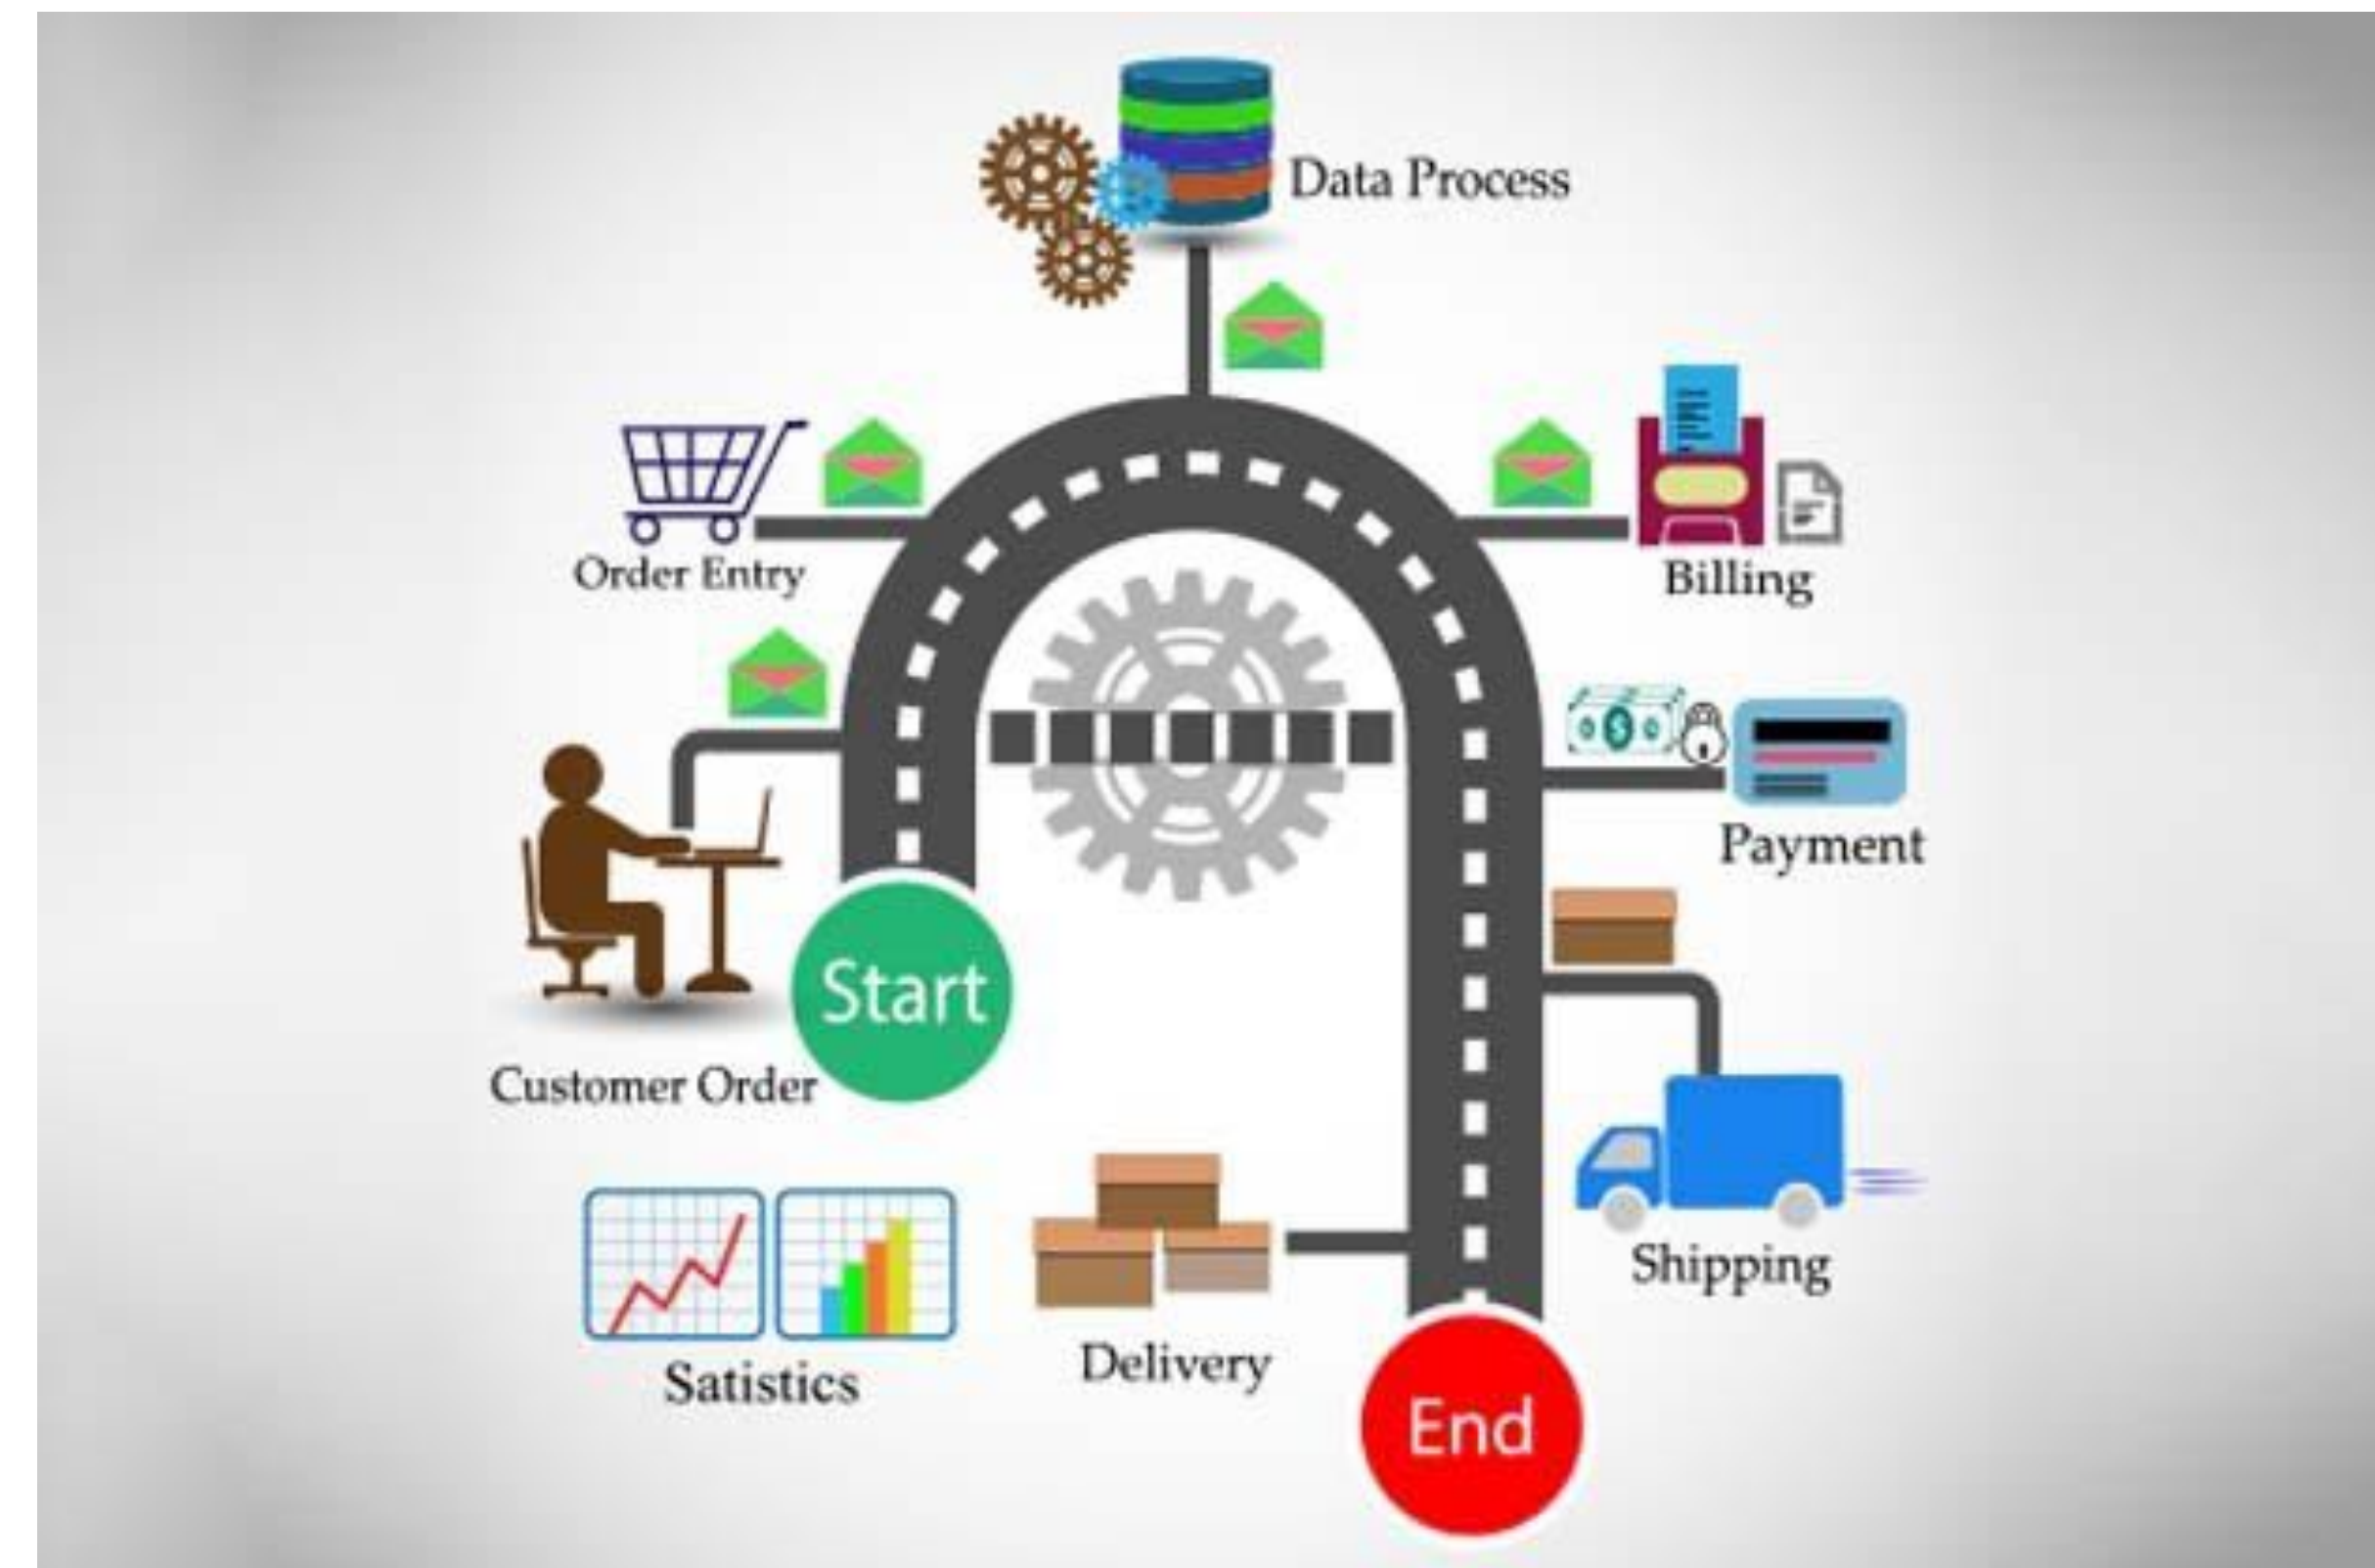 Data Process
Order Entry
Billing
Payment
Start
Customer Order
Shipping
Delivery
Satistics
End